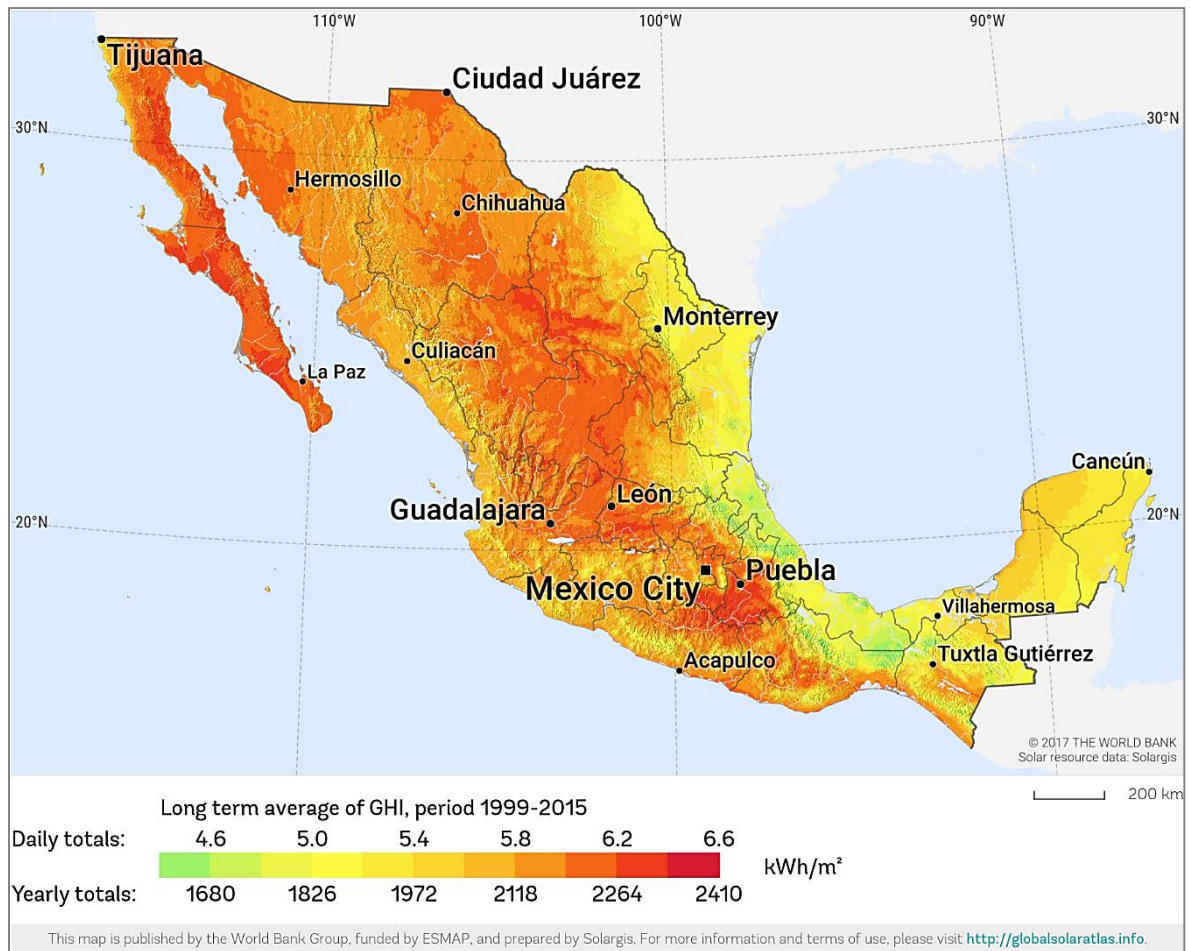 110°W 100°W 90°W
Tijuana
Ciudad Juárez
30°N 30°N
Hermosillo
Chihuahua
Monterrey
Culiacán
La Paz
Cancún
León
Guadalajara
20°N 20°N
Mexico City
Puebla
Villahermosa
Tuxtla Gutiérrez
Acapulco
© 2017 THE WORLD BANK
Solar resource data: Solargis
200 km
Long term average of GHI, period 1999-2015
Daily totals: 4.6 5.0 5.4 5.8 6.2 6.6
kWh/m²
Yearly totals: 1680 1826 1972 2118 2264 2410
This map is published by the World Bank Group, funded by ESMAP, and prepared by Solargis. For more information and terms of use, please visit http://globalsolaratlas.info.